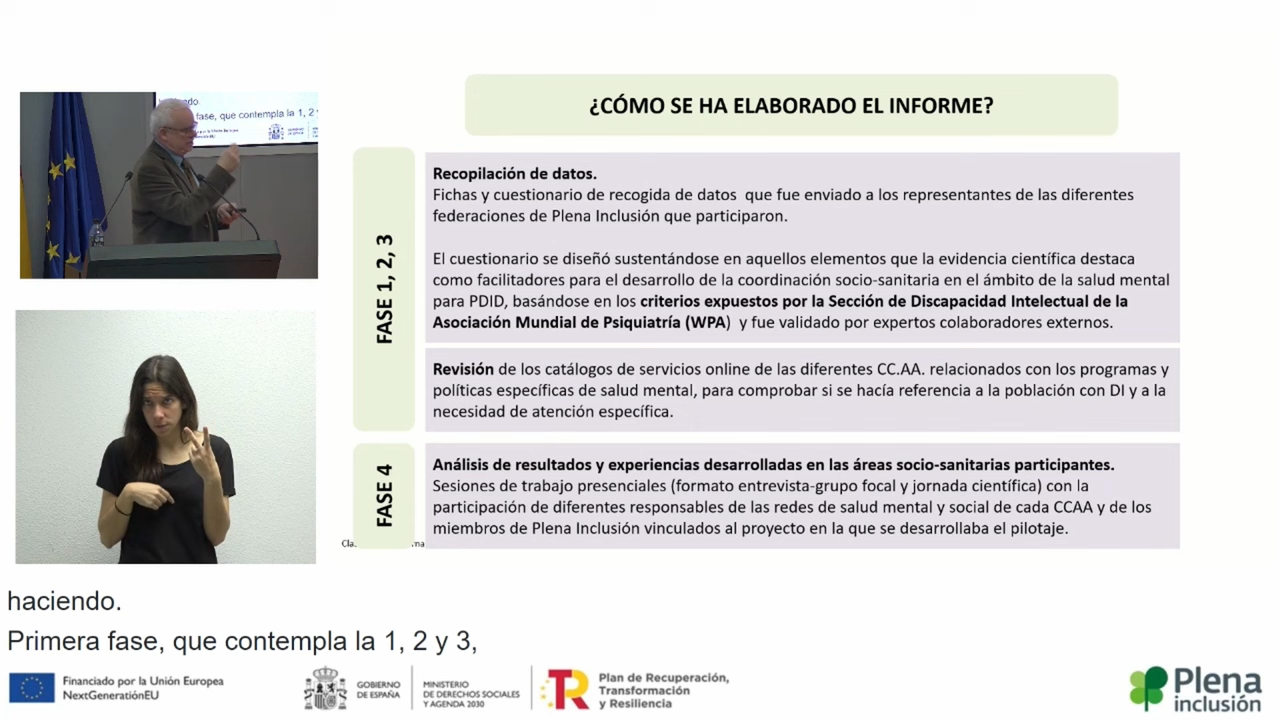 ¿CÓMO SE HA ELABORADO EL INFORME?
FASE 1, 2, 3
Recopilación de datos.
Fichas y cuestionario de recogida de datos que fue enviado a los representantes de las diferentes
federaciones de Plena Inclusión que participaron.
El cuestionario se diseñó sustentándose en aquellos elementos que la evidencia científica destaca
como facilitadores para el desarrollo de la coordinación socio-sanitaria en el ámbito de la salud mental
para PDID, basándose en los criterios expuestos por la Sección de Discapacidad Intelectual de la
Asociación Mundial de Psiquiatría (WPA) y fue validado por expertos colaboradores externos.
Revisión de los catálogos de servicios online de las diferentes CC.AA. relacionados con los programas y
políticas específicas de salud mental, para comprobar si se hacía referencia a la población con DI y a la
necesidad de atención específica.
FASE 4
Análisis de resultados y experiencias desarrolladas en las áreas socio-sanitarias participantes.
Sesiones de trabajo presenciales (formato entrevista-grupo focal y jornada científica) con la
participación de diferentes responsables de las redes de salud mental y social de cada CCAA y de los
miembros de Plena Inclusión vinculados al proyecto en la que se desarrollaba el pilotaje.
fase, que contempla la 1, 2
haciendo.
Primera fase, que contempla la 1, 2 y 3,
Financiado por la Unión Europea
NextGenerationEU
GOBIERNO
DE ESPAÑA
MINISTERIO
DE DERECHOS SOCIALES
Y AGENDA 2030
Plan de Recuperación,
Transformación
y Resiliencia
Plena
inclusión